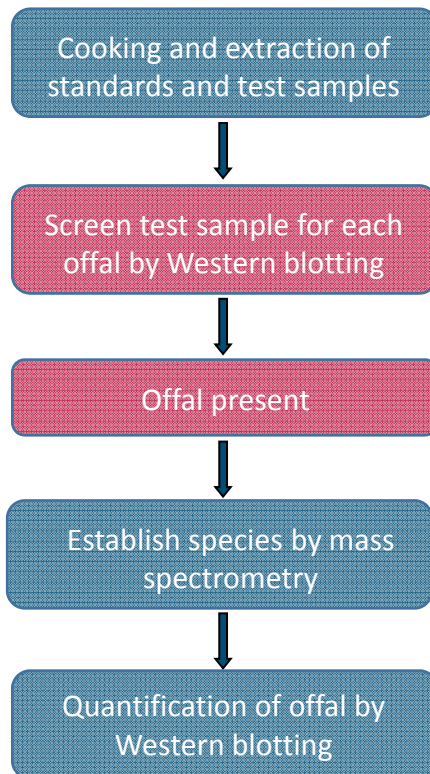 Cooking and extraction of
standards and test samples
Screen test sample for each
offal by Western blotting
Offal present
Establish species by mass
spectrometry
Quantification of offal by
Western blotting